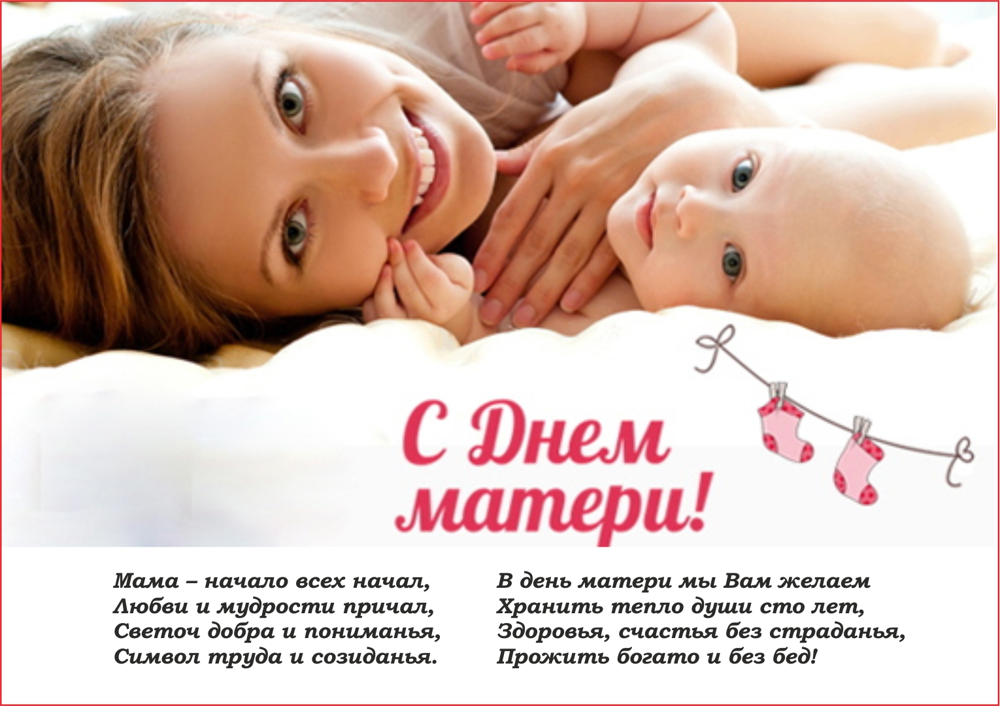 С Днем
матери!
Мама – начало всех начал,
Любви и мудрости причал,
Светоч добра и пониманья,
Символ труда и созиданья.
В день матери мы Вам желаем
Хранить тепло души сто лет,
Здоровья, счастья без страданья,
Прожить богато и без бед!